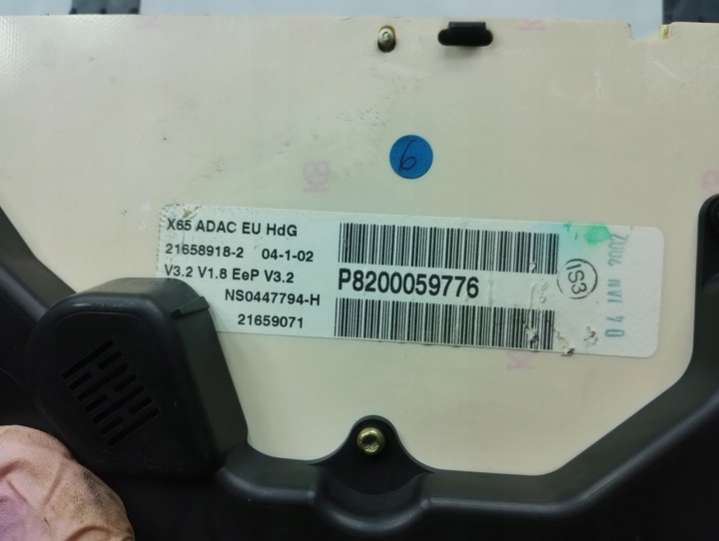 6
X65 ADAC EU HdG
21658918-2 04-1-02
V3.2 V1.8 EeP V3.2
NS0447794-H
21659071
P8200059776
(IS3)